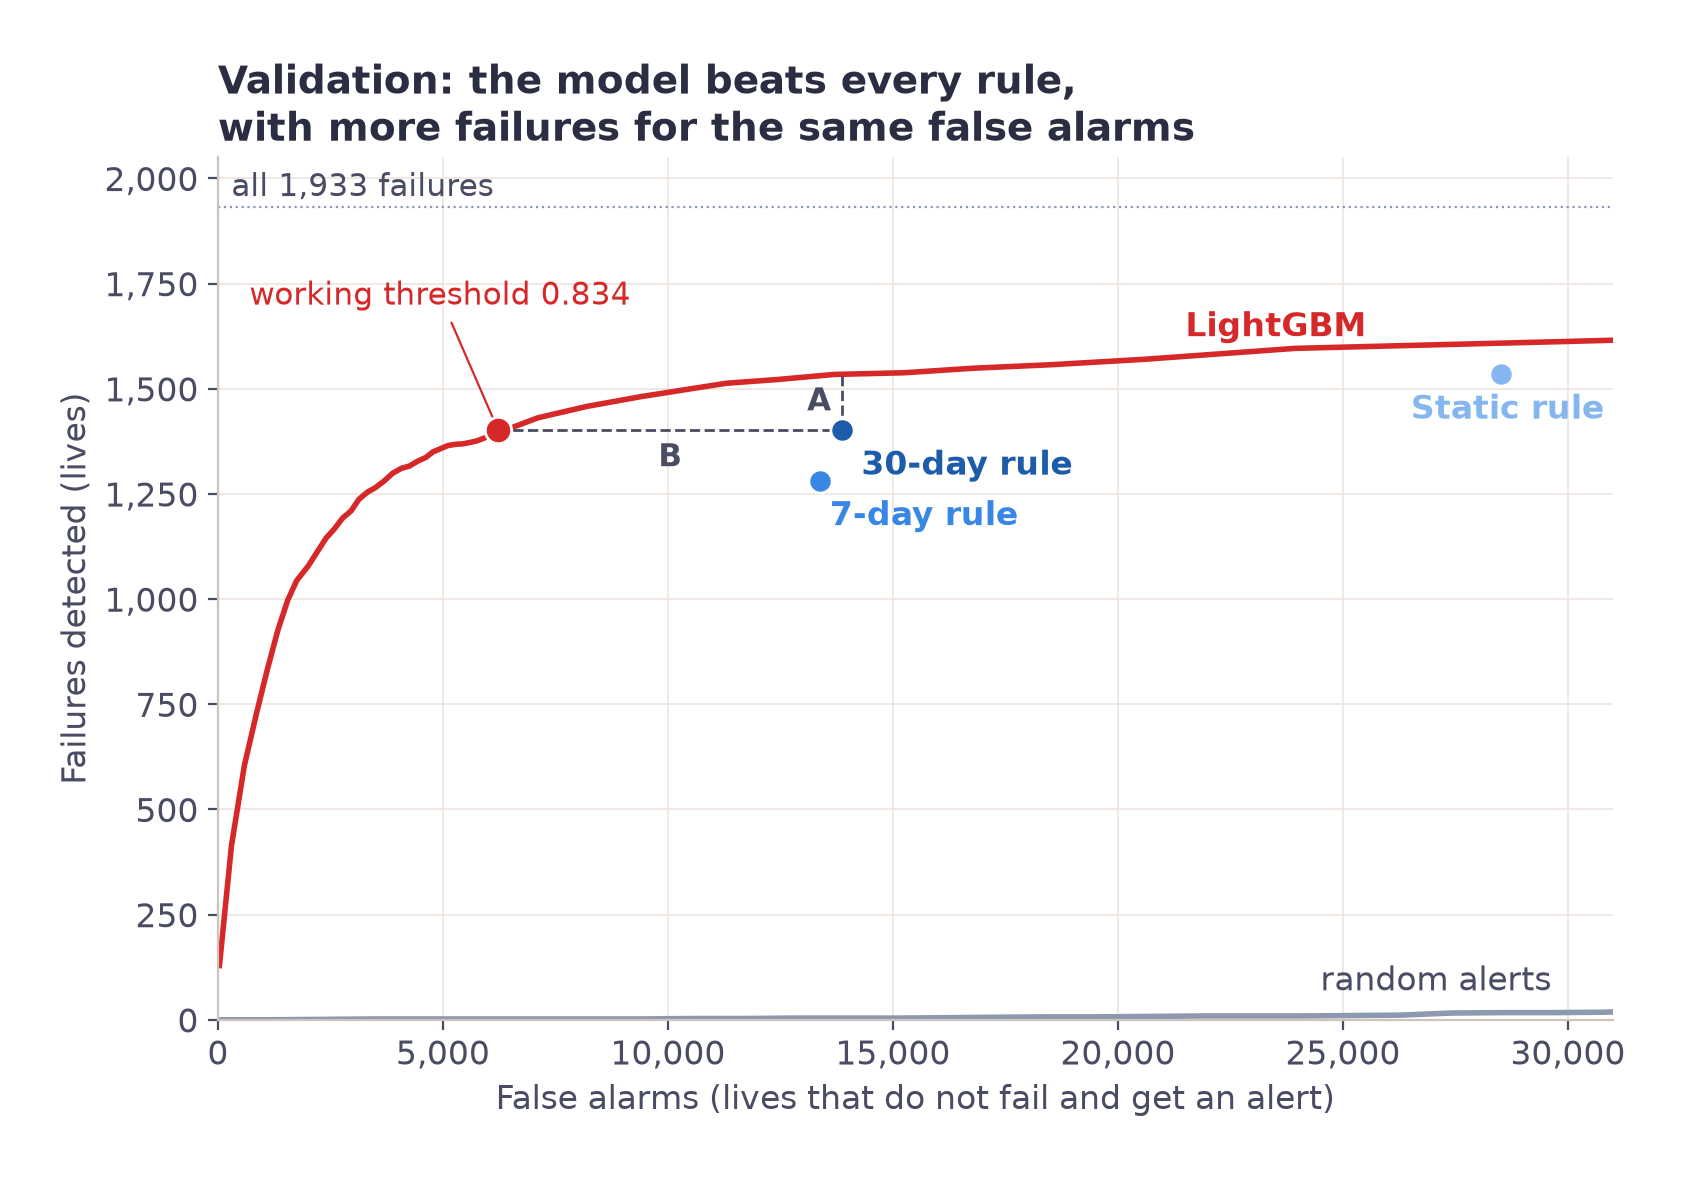 Validation: the model beats every rule,
with more failures for the same false alarms
2,000
all 1,933 failures
1,750
working threshold 0.834
LightGBM
1,500
A
Static rule
B
30-day rule
1,250
7-day rule
1,000
750
500
250
random alerts
0
0 5,000 10,000 15,000 20,000 25,000 30,000
False alarms (lives that do not fail and get an alert)
Failures detected (lives)